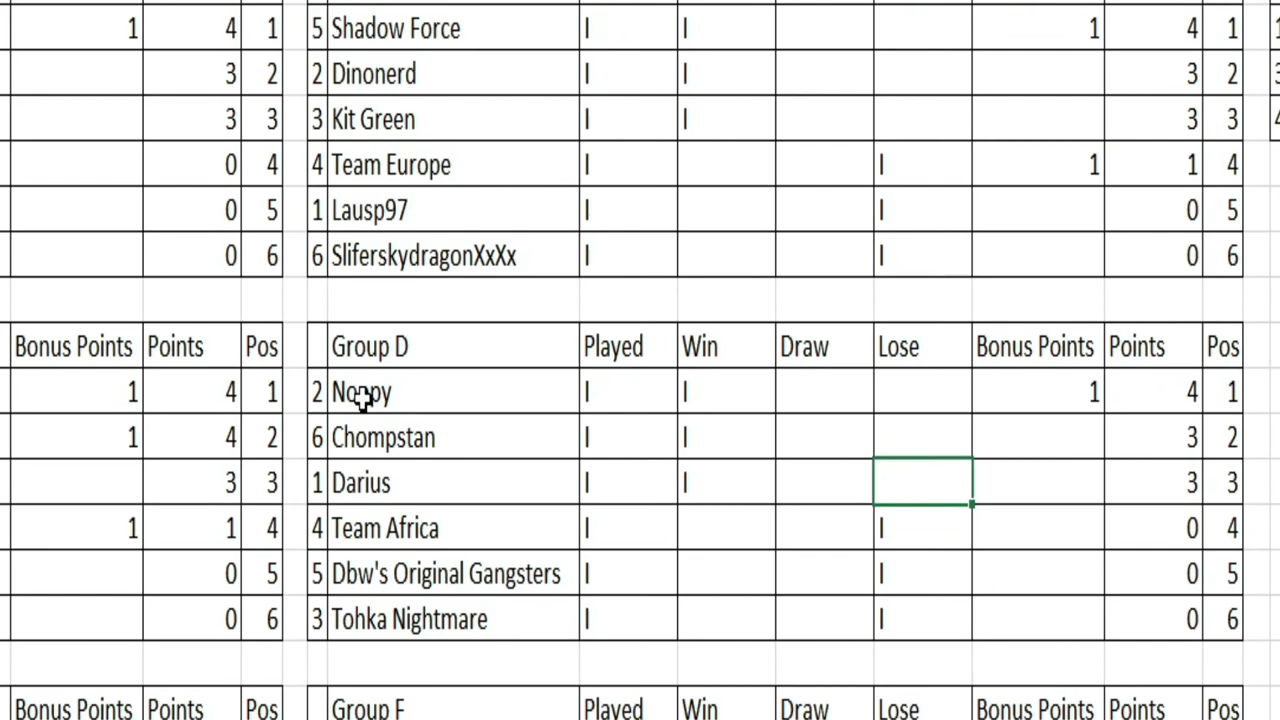 1 4 1 5 Shadow Force I I 1 4 1
3 2 2 Dinonerd I I 3 2
3 3 3 Kit Green I I 3 3
0 4 4 Team Europe I I 1 1 4
0 5 1 Lausp97 I I 0 5
0 6 6 SliferskydragonXxXx I I 0 6
Bonus Points Points Pos Group D Played Win Draw Lose Bonus Points Points Pos
1 4 1 2 I I 1 4 1
1 4 2 6 Chompstan I I 3 2
3 3 1 Darius I I 3 3
1 1 4 4 Team Africa I I 0 4
0 5 5 Dbw's Original Gangsters I I 0 5
0 6 3 Tohka Nightmare I I 0 6
Bonus Points Points Pos Group F Played Win Draw Lose Bonus Points Points Pos